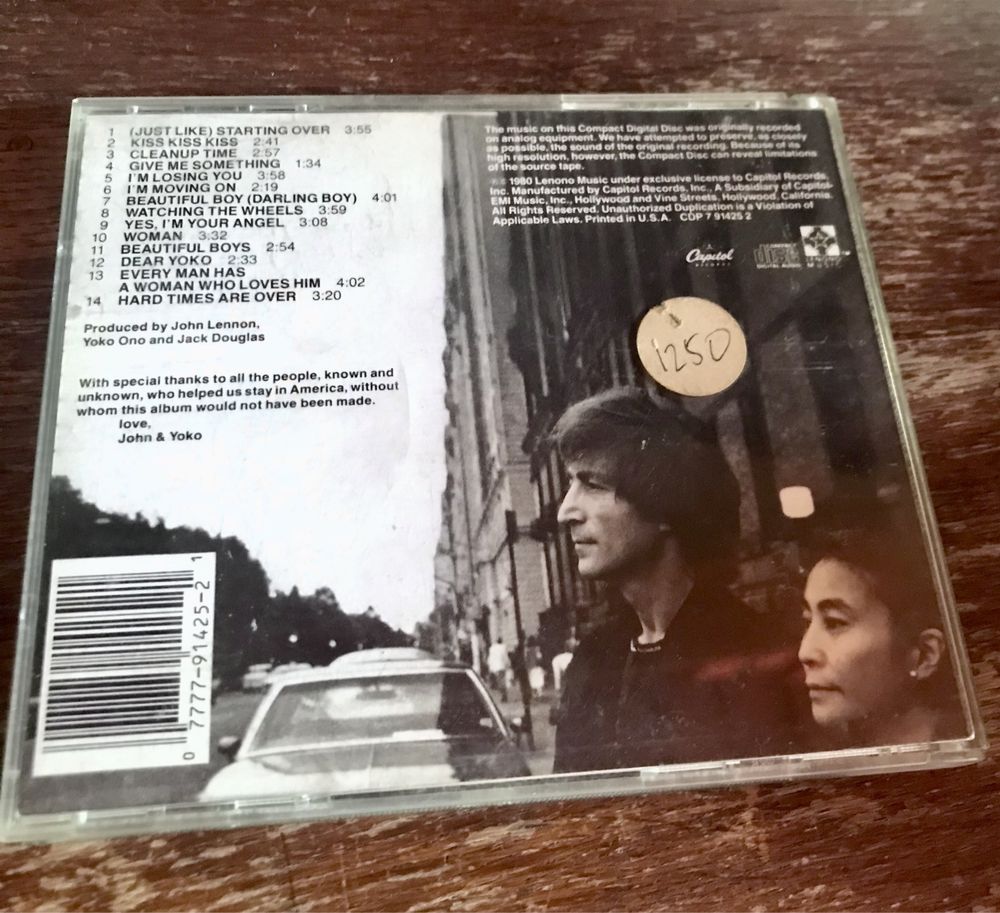 1 (JUST LIKE) STARTING OVER 3:55
2 KISS KISS KISS 2:41
3 CLEANUP TIME 2:57
4 GIVE ME SOMETHING 1:34
5 I'M LOSING YOU 3:58
6 I'M MOVING ON 2:19
7 BEAUTIFUL BOY (DARLING BOY) 4:01
8 WATCHING THE WHEELS 3:59
9 YES, I'M YOUR ANGEL 3:08
10 WOMAN 3:32
11 BEAUTIFUL BOYS 2:54
12 DEAR YOKO 2:33
13 EVERY MAN HAS
A WOMAN WHO LOVES HIM 4:02
14 HARD TIMES ARE OVER 3:20
Produced by John Lennon,
Yoko Ono and Jack Douglas
With special thanks to all the people, known and
unknown, who helped us stay in America, without
whom this album would not have been made.
love,
John & Yoko
The music on this Compact Digital Disc was originally recorded
on analog equipment. We have attempted to preserve, as closely
as possible, the sound of the original recording. Because of its
high resolution, however, the Compact Disc can reveal limitations
of the source tape.
℗ © 1980 Lenono Music under exclusive license to Capitol Records,
Inc. Manufactured by Capitol Records, Inc., A Subsidiary of Capitol-
EMI Music, Inc., Hollywood and Vine Streets, Hollywood, California.
All Rights Reserved. Unauthorized Duplication is a Violation of
Applicable Laws. Printed in U.S.A. CDP 7 91425 2
Capitol
RECORDS
COMPACT
disc
DIGITAL AUDIO
1250
0 7777-91425-2 1